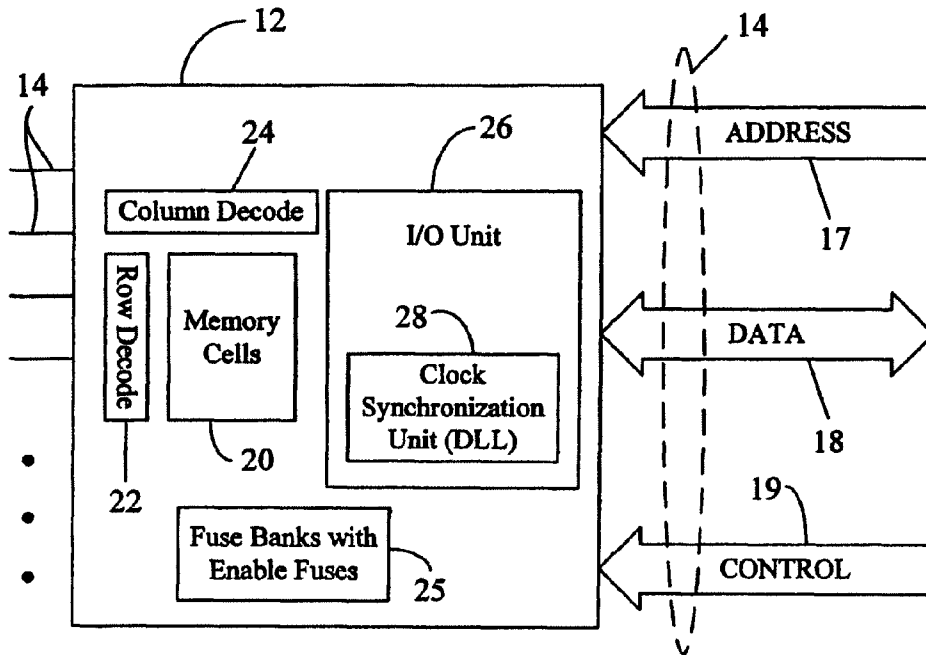 12
14
14
24
26
ADDRESS
Column Decode
I/O Unit
17
Row Decode
Memory
Cells
28
DATA
Clock
Synchronization
Unit (DLL)
18
22
20
19
Fuse Banks with
Enable Fuses
25
CONTROL